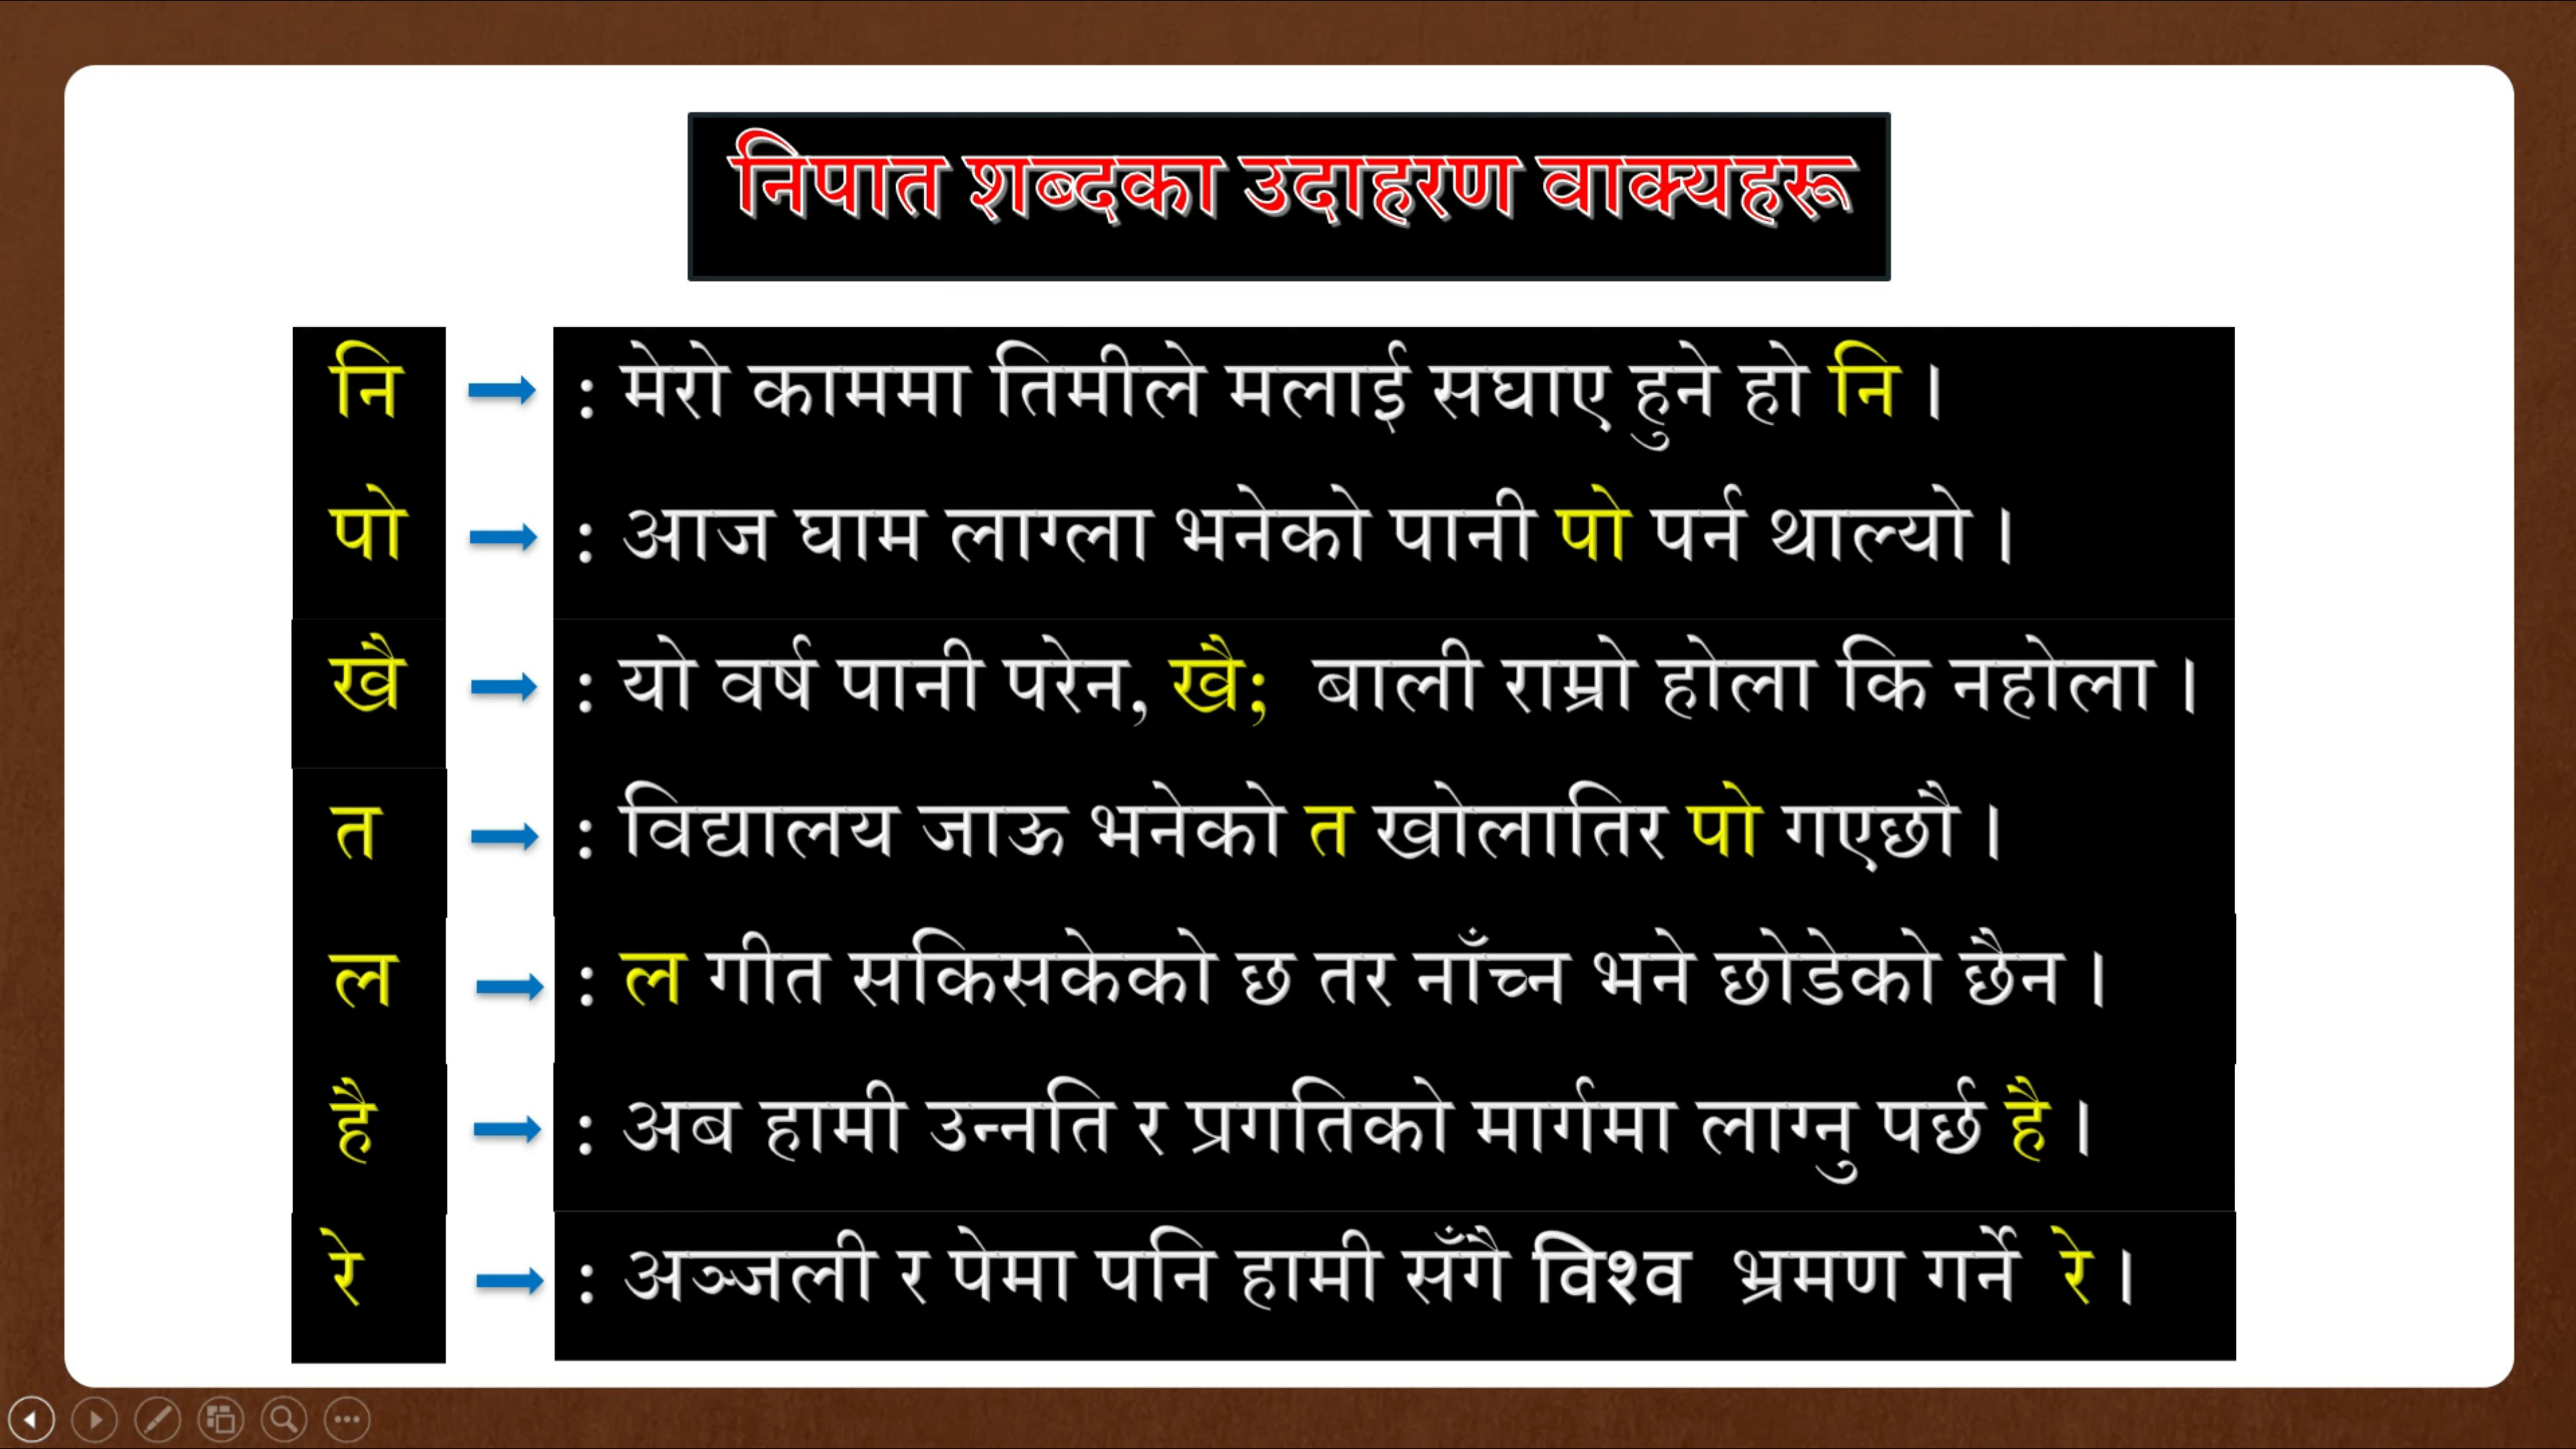 निपात शब्दका उदाहरण वाक्यहरू
नि : मेरो काममा तिमीले मलाई सघाए हुने हो नि ।
पो : आज घाम लाग्ला भनेको पानी पो पर्न थाल्यो ।
खै : यो वर्ष पानी परेन, खै; बाली राम्रो होला कि नहोला ।
त : विद्यालय जाऊ भनेको त खोलातिर पो गएछौ ।
ल : ल गीत सकिसकेको छ तर नाँच्न भने छोडेको छैन ।
है : अब हामी उन्नति र प्रगतिको मार्गमा लाग्नु पर्छ है ।
रे : अञ्जली र पेमा पनि हामी सँगै विश्व भ्रमण गर्ने रे ।